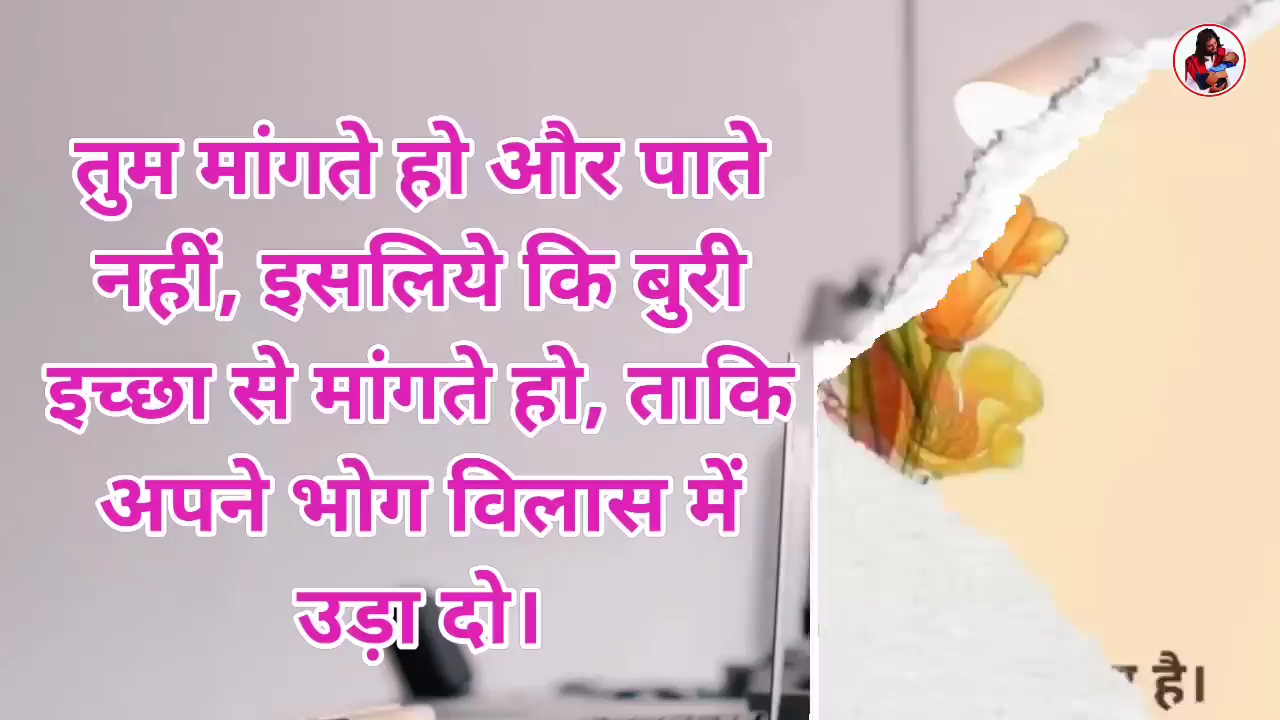 तुम मांगते हो और पाते
नहीं, इसलिये कि बुरी
इच्छा से मांगते हो, ताकि
अपने भोग विलास में
उड़ा दो।
है।